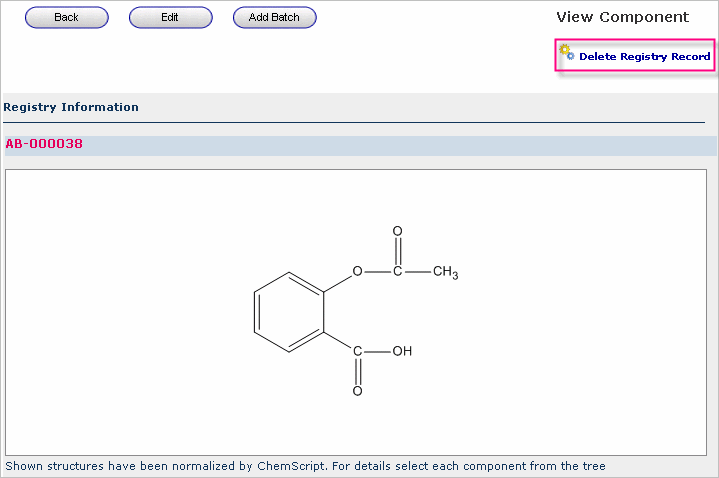 Back Edit Add Batch View Component
Delete Registry Record
Registry Information
AB-000038
O
O C CH3
C OH
O
Shown structures have been normalized by ChemScript. For details select each component from the tree